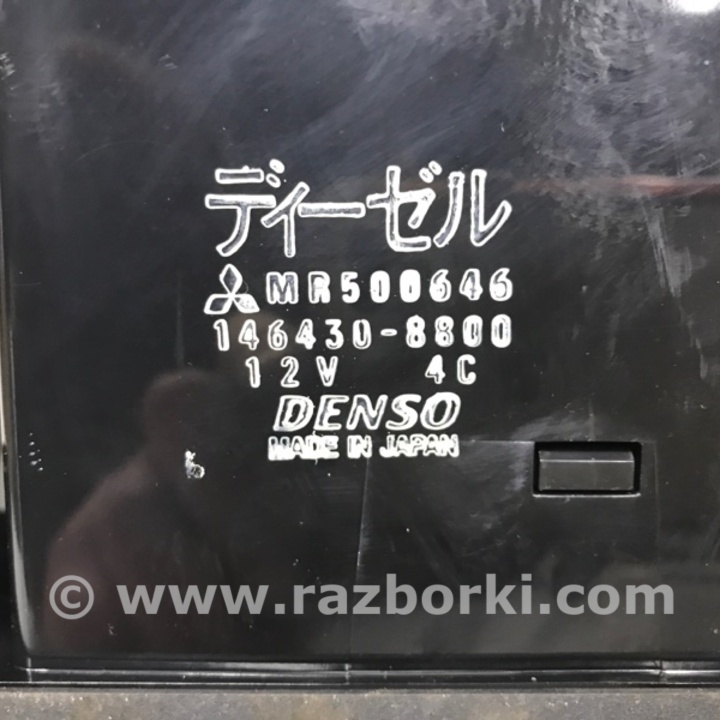 ディーゼル
MR500646
146430-8800
12V 4C
DENSO
MADE IN JAPAN
© www.razborki.com